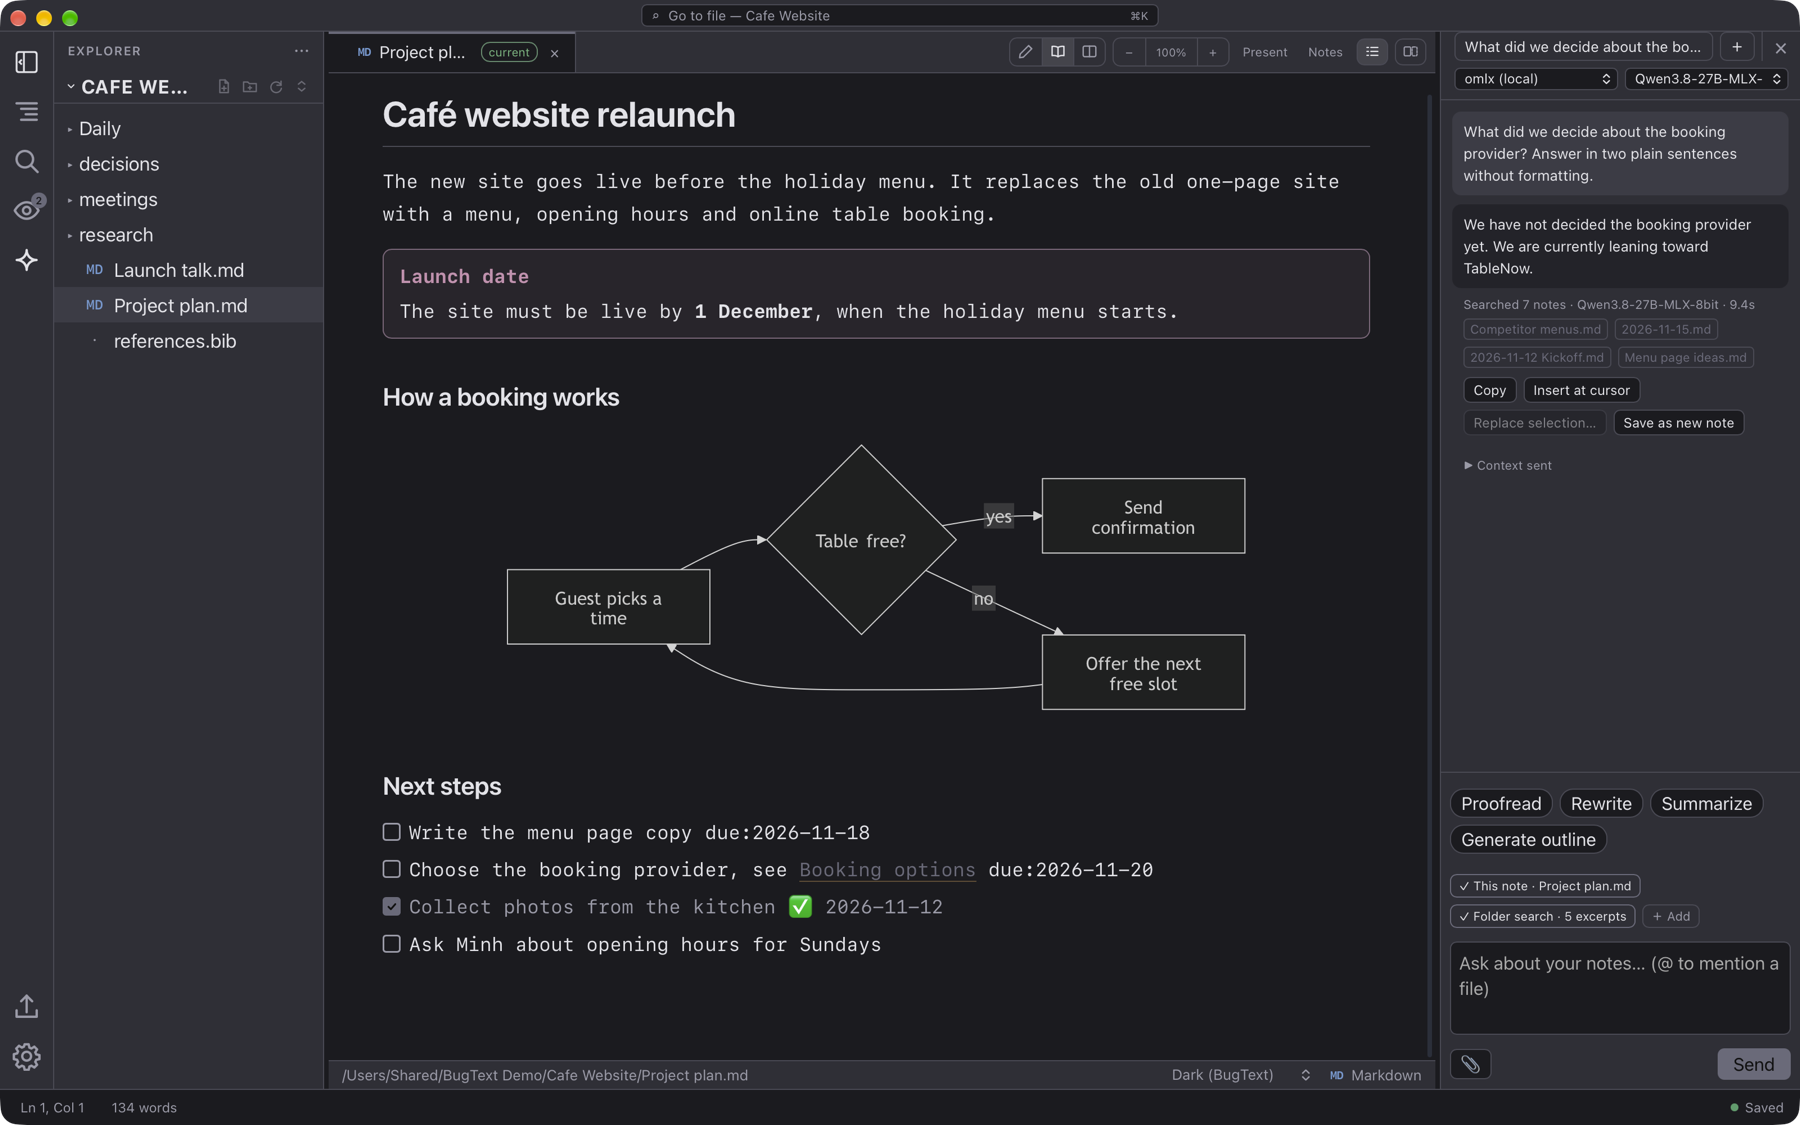 Go to file — Cafe Website
⌘K
EXPLORER
CAFE WE...
Daily
decisions
meetings
research
MD Launch talk.md
MD Project plan.md
references.bib
MD Project pl... current
100%
Present
Notes
Café website relaunch
The new site goes live before the holiday menu. It replaces the old one-page site
with a menu, opening hours and online table booking.
Launch date
The site must be live by 1 December, when the holiday menu starts.
How a booking works
Guest picks a
time
Table free?
yes
no
Send
confirmation
Offer the next
free slot
Next steps
Write the menu page copy due:2026-11-18
Choose the booking provider, see Booking options due:2026-11-20
Collect photos from the kitchen ✅ 2026-11-12
Ask Minh about opening hours for Sundays
/Users/Shared/BugText Demo/Cafe Website/Project plan.md
Dark (BugText)
MD Markdown
Ln 1, Col 1
134 words
What did we decide about the bo...
omlx (local)
Qwen3.8-27B-MLX-
What did we decide about the booking
provider? Answer in two plain sentences
without formatting.
We have not decided the booking provider
yet. We are currently leaning toward
TableNow.
Searched 7 notes · Qwen3.8-27B-MLX-8bit · 9.4s
Competitor menus.md
2026-11-15.md
2026-11-12 Kickoff.md
Menu page ideas.md
Copy
Insert at cursor
Replace selection...
Save as new note
Context sent
Proofread
Rewrite
Summarize
Generate outline
✓ This note · Project plan.md
✓ Folder search · 5 excerpts
+ Add
Ask about your notes... (@ to mention a
file)
Send
Saved
2